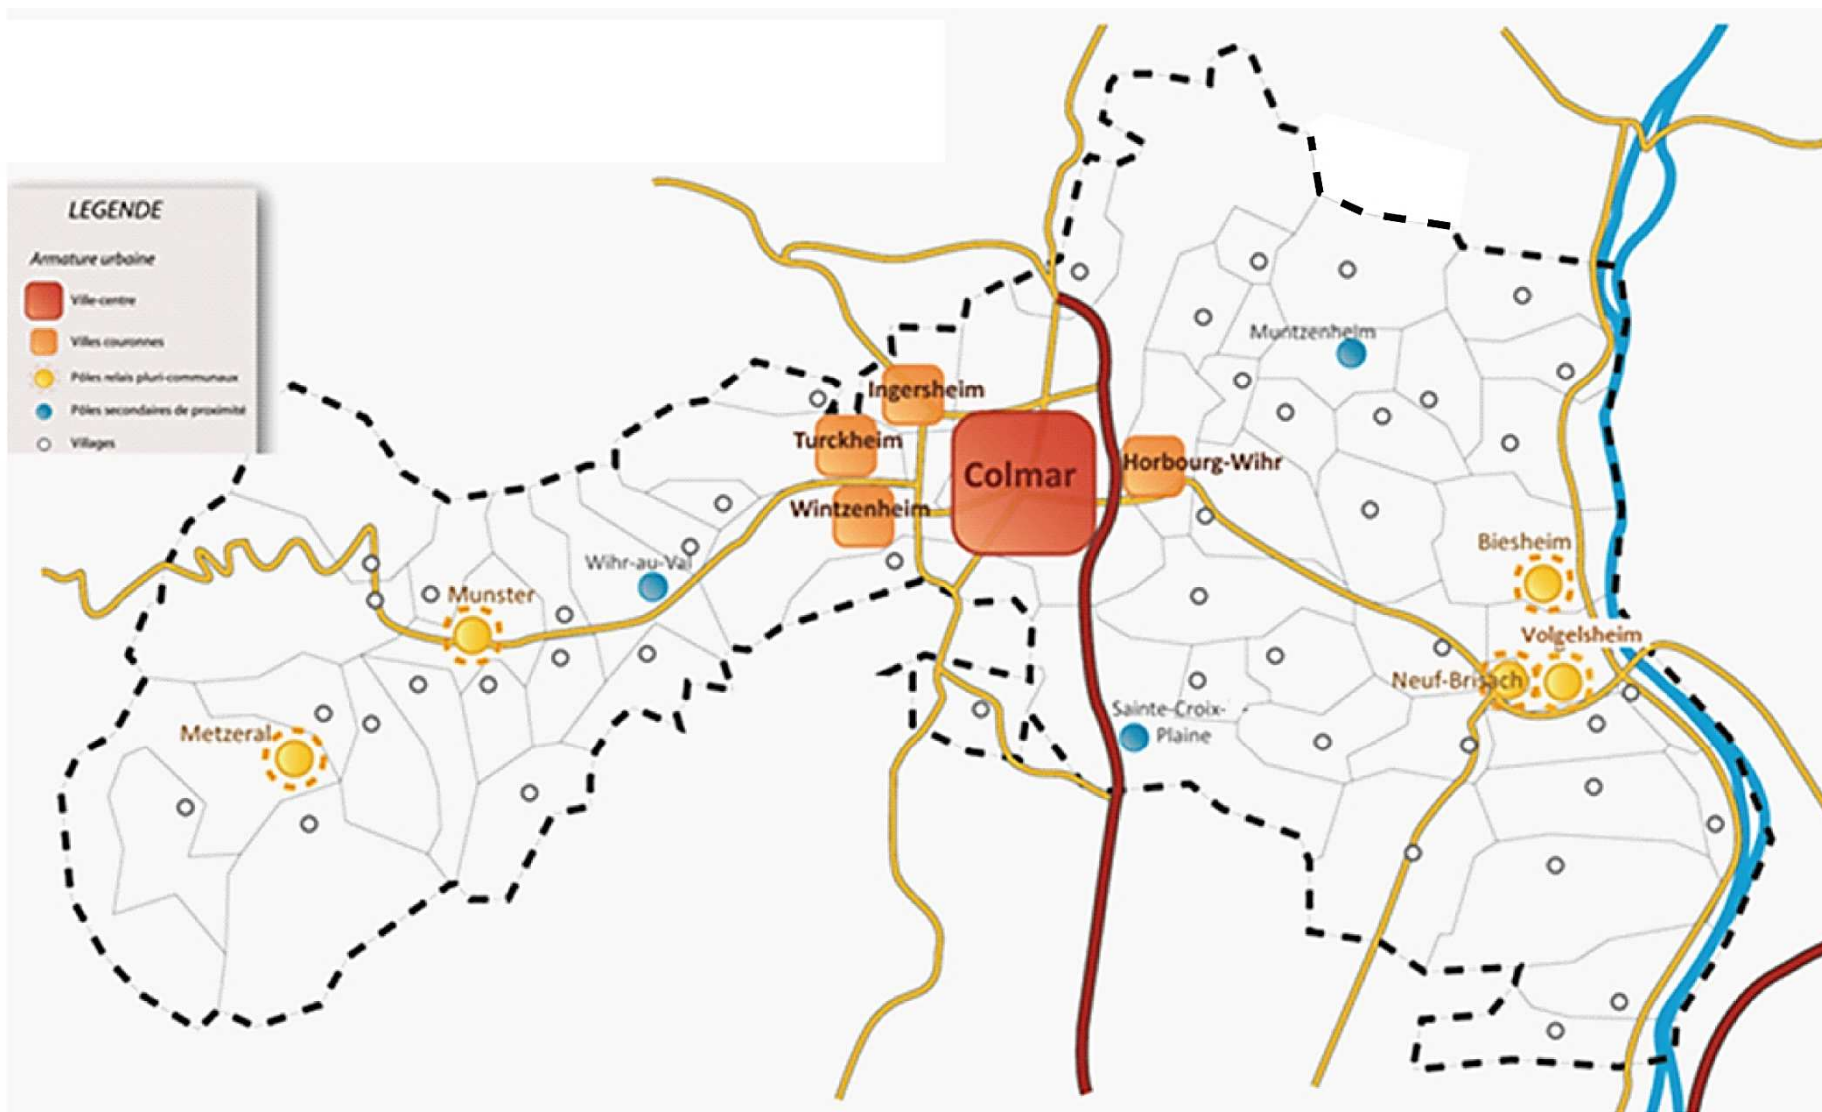 LEGENDE
Armature urbaine
Ville-centre
Villes couronnes
Pôles relais pluri-communaux
Pôles secondaires de proximité
Villages
Muntzenheim
Ingersheim
Turckheim
Colmar
Horbourg-Wihr
Wintzenheim
Biesheim
Wihr-au-Val
Munster
Volgelsheim
Neuf-Brisach
Sainte-Croix-
Plaine
Metzeral